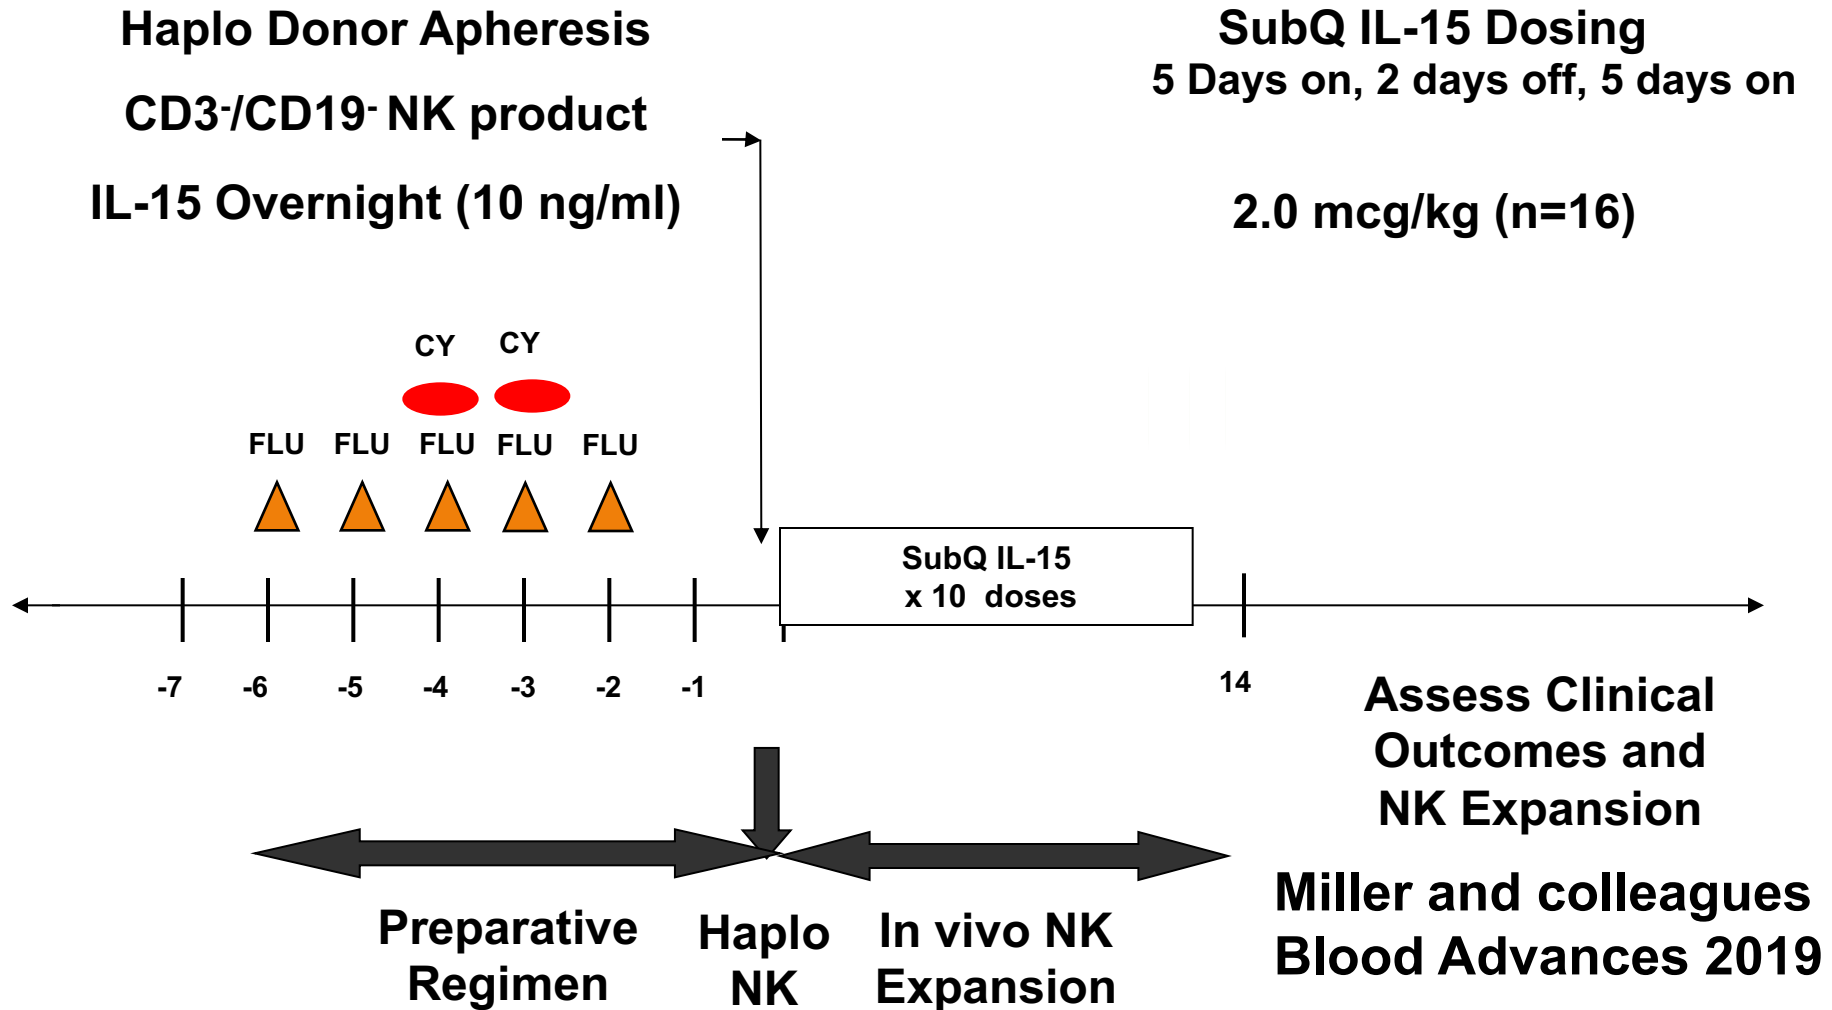 Haplo Donor Apheresis
CD3-/CD19- NK product
IL-15 Overnight (10 ng/ml)
SubQ IL-15 Dosing
5 Days on, 2 days off, 5 days on
2.0 mcg/kg (n=16)
CY CY
FLU FLU FLU FLU FLU
SubQ IL-15
x 10 doses
-7 -6 -5 -4 -3 -2 -1 14
Assess Clinical
Outcomes and
NK Expansion
Preparative
Regimen
Haplo
NK
In vivo NK
Expansion
Miller and colleagues
Blood Advances 2019